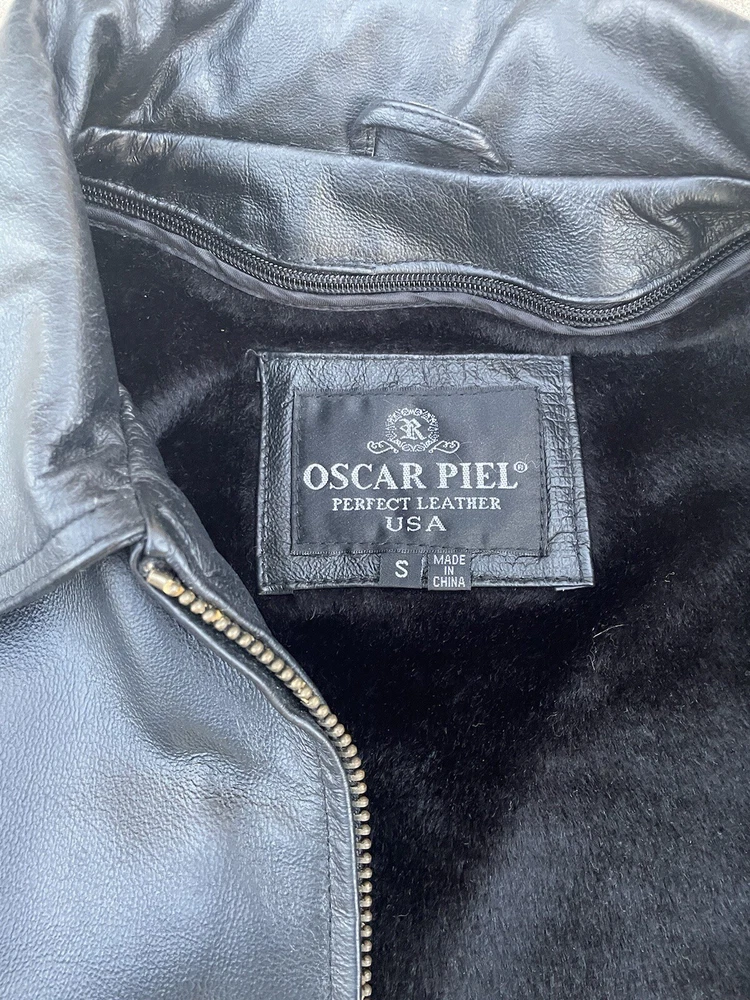 R
OSCAR PIEL®
PERFECT LEATHER
USA
S
MADE
IN
CHINA